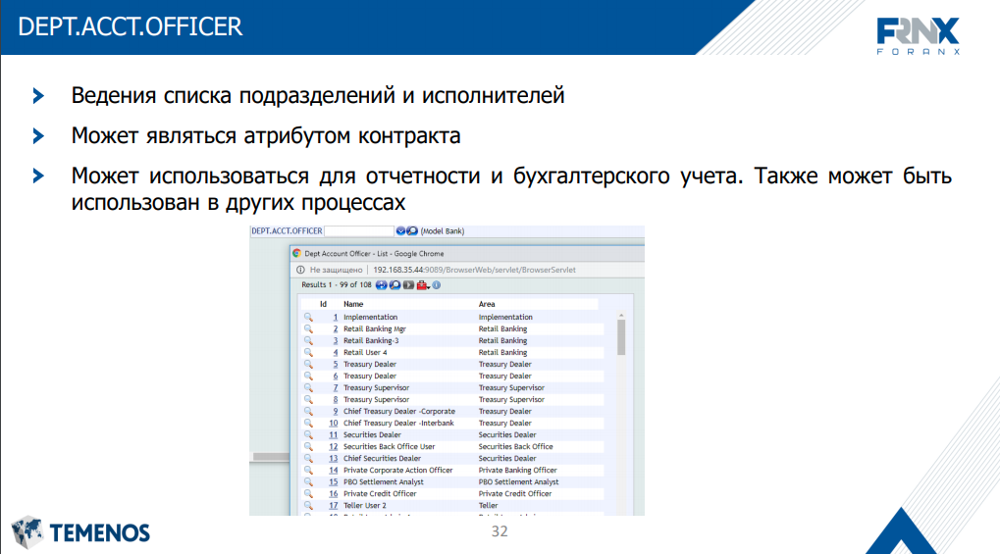 DEPT.ACCT.OFFICER
FRNX
FORANX
Ведения списка подразделений и исполнителей
Может являться атрибутом контракта
Может использоваться для отчетности и бухгалтерского учета. Также может быть
использован в других процессах
DEPT.ACCT.OFFICER (Model Bank)
Dept Account Officer - List - Google Chrome
Не защищено | 192.168.35.44:9089/BrowserWeb/servlet/BrowserServlet
Results 1 - 99 of 108
Id Name Area
1 Implementation Implementation
2 Retail Banking Mgr Retail Banking
3 Retail Banking-3 Retail Banking
4 Retail User 4 Retail Banking
5 Treasury Dealer Treasury Dealer
6 Treasury Dealer Treasury Dealer
7 Treasury Supervisor Treasury Supervisor
8 Treasury Supervisor Treasury Supervisor
9 Chief Treasury Dealer -Corporate Treasury Dealer
10 Chief Treasury Dealer -Interbank Treasury Dealer
11 Securities Dealer Securities Dealer
12 Securities Back Office User Securities Back Office
13 Chief Securities Dealer Securities Dealer
14 Private Corporate Action Officer Private Banking Officer
15 PBO Settlement Analyst PBO Settlement Analyst
16 Private Credit Officer Private Credit Officer
17 Teller User 2 Teller
TEMENOS
32